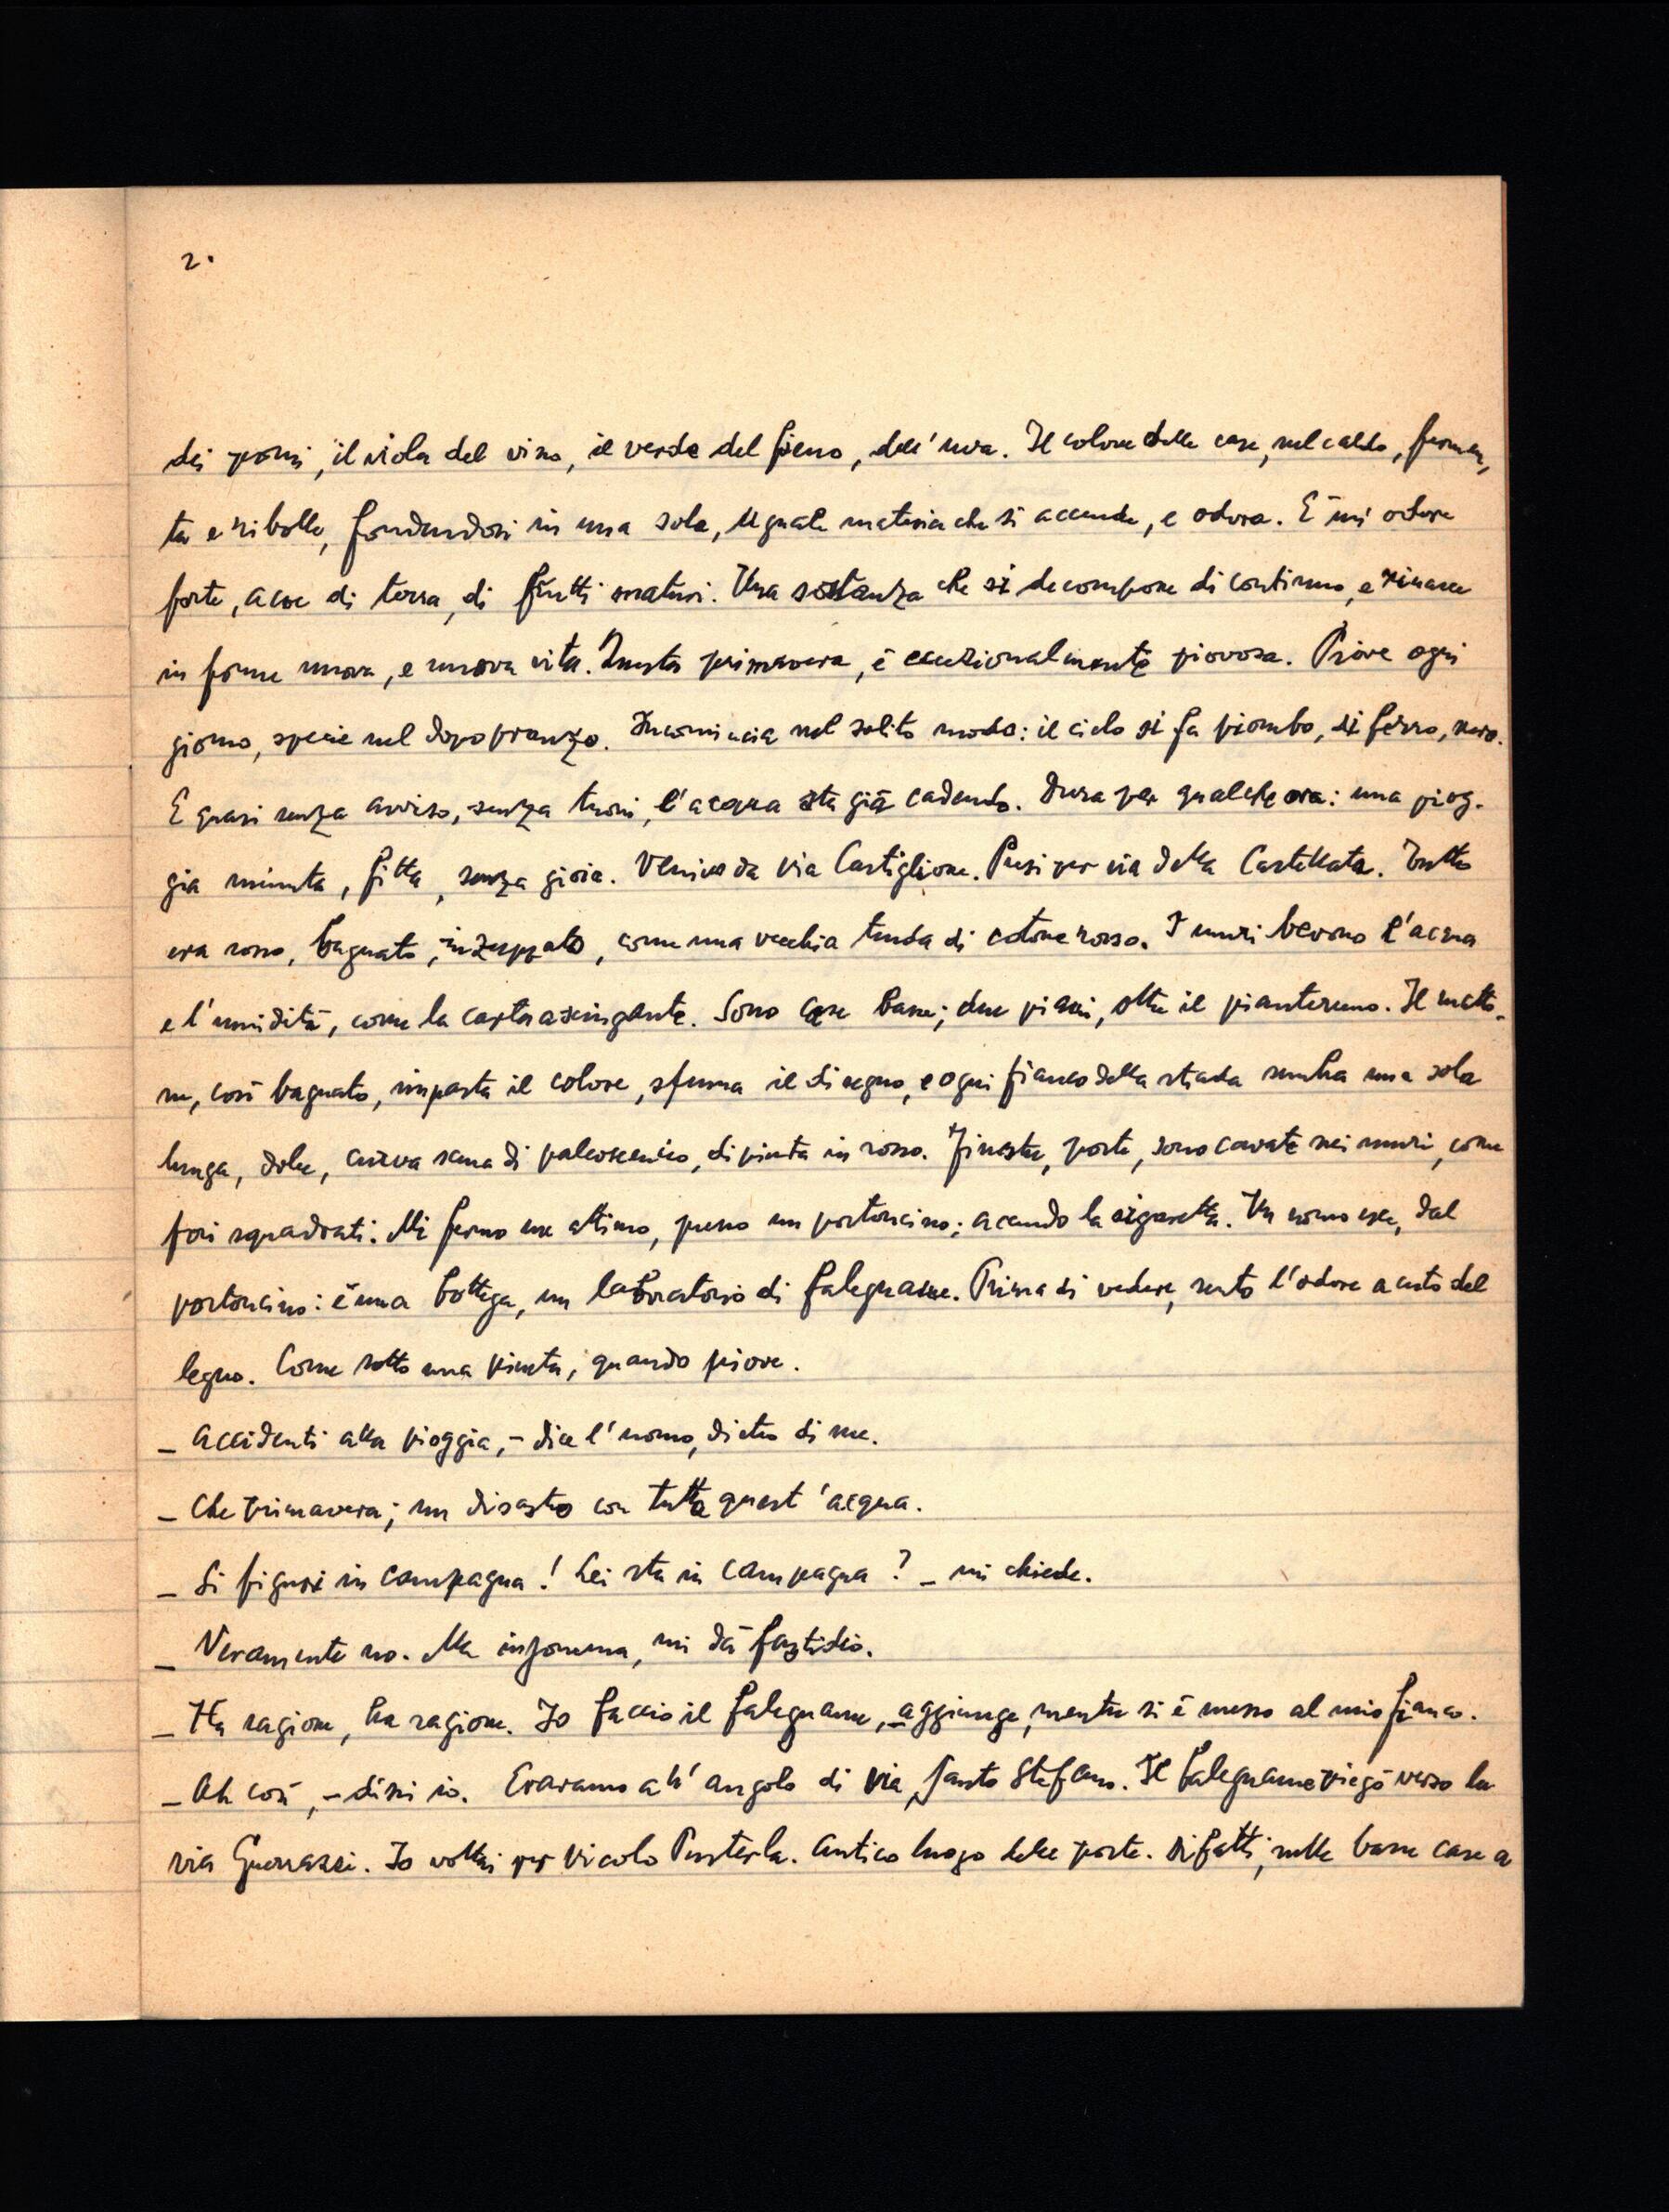 2.
dei pomi, il viola del vino, il verde del fieno, dell'uva. Il colore delle case, nel caldo, fermen,
ta e ribolle, fondendosi in una sola, uguale materia che si accende, e odora. È un odore
forte, acre di terra, di frutti maturi. Una sostanza che si decompone di continuo, e rinasce
in forma nuova, e nuova vita. Questa primavera, è eccezionalmente piovosa. Piove ogni
giorno, specie nel dopopranzo. Incomincia nel solito modo: il cielo si fa piombo, di ferro, nero.
E quasi senza avviso, senza tuoni, l'acqua sta già cadendo. Dura per qualche ora: una piog-
gia minuta, fitta, senza gioia. Venivo da via Castiglione. Presi per via della Castellata. Tutto
era rosso, bagnato, inzuppato, come una vecchia tenda di cotone rosso. I muri bevono l'acqua
e l'umidità, come la carta asciugante. Sono case basse; due piani, oltre il pianterreno. Il matto-
ne, così bagnato, impasta il colore, sfuma il disegno, e ogni fianco della strada sembra una sola
lunga, dolce, curva scena di palcoscenico, dipinta in rosso. Finestre, porte, sono cavate nei muri, come
fori squadrati. Mi fermo un attimo, presso un portoncino: accendo la sigaretta. Un uomo esce, dal
portoncino: è una bottega, un laboratorio di falegname. Prima di vedere, sento l'odore acuto del
legno. Come sotto una pineta, quando piove.
_ Accidenti alla pioggia, - dice l'uomo, dietro di me.
_ Che primavera; un disastro con tutta quest'acqua.
_ Si figuri in campagna! Lei sta in campagna? _ mi chiede.
_ Veramente no. Ma insomma, mi dà fastidio.
_ Ha ragione, ha ragione. Io faccio il falegname, _ aggiunge, mentre si è messo al mio fianco.
_ Ah così, - dissi io. Eravamo all'angolo di via Santo Stefano. Il falegname piegò verso la
via Guerrazzi. Io voltai per vicolo Pusterla. Antico luogo delle porte. Difatti, nelle basse case a